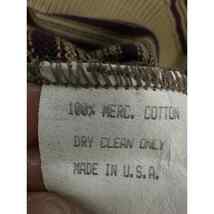 100% MERC. COTTON
DRY CLEAN ONLY
MADE IN U.S.A.